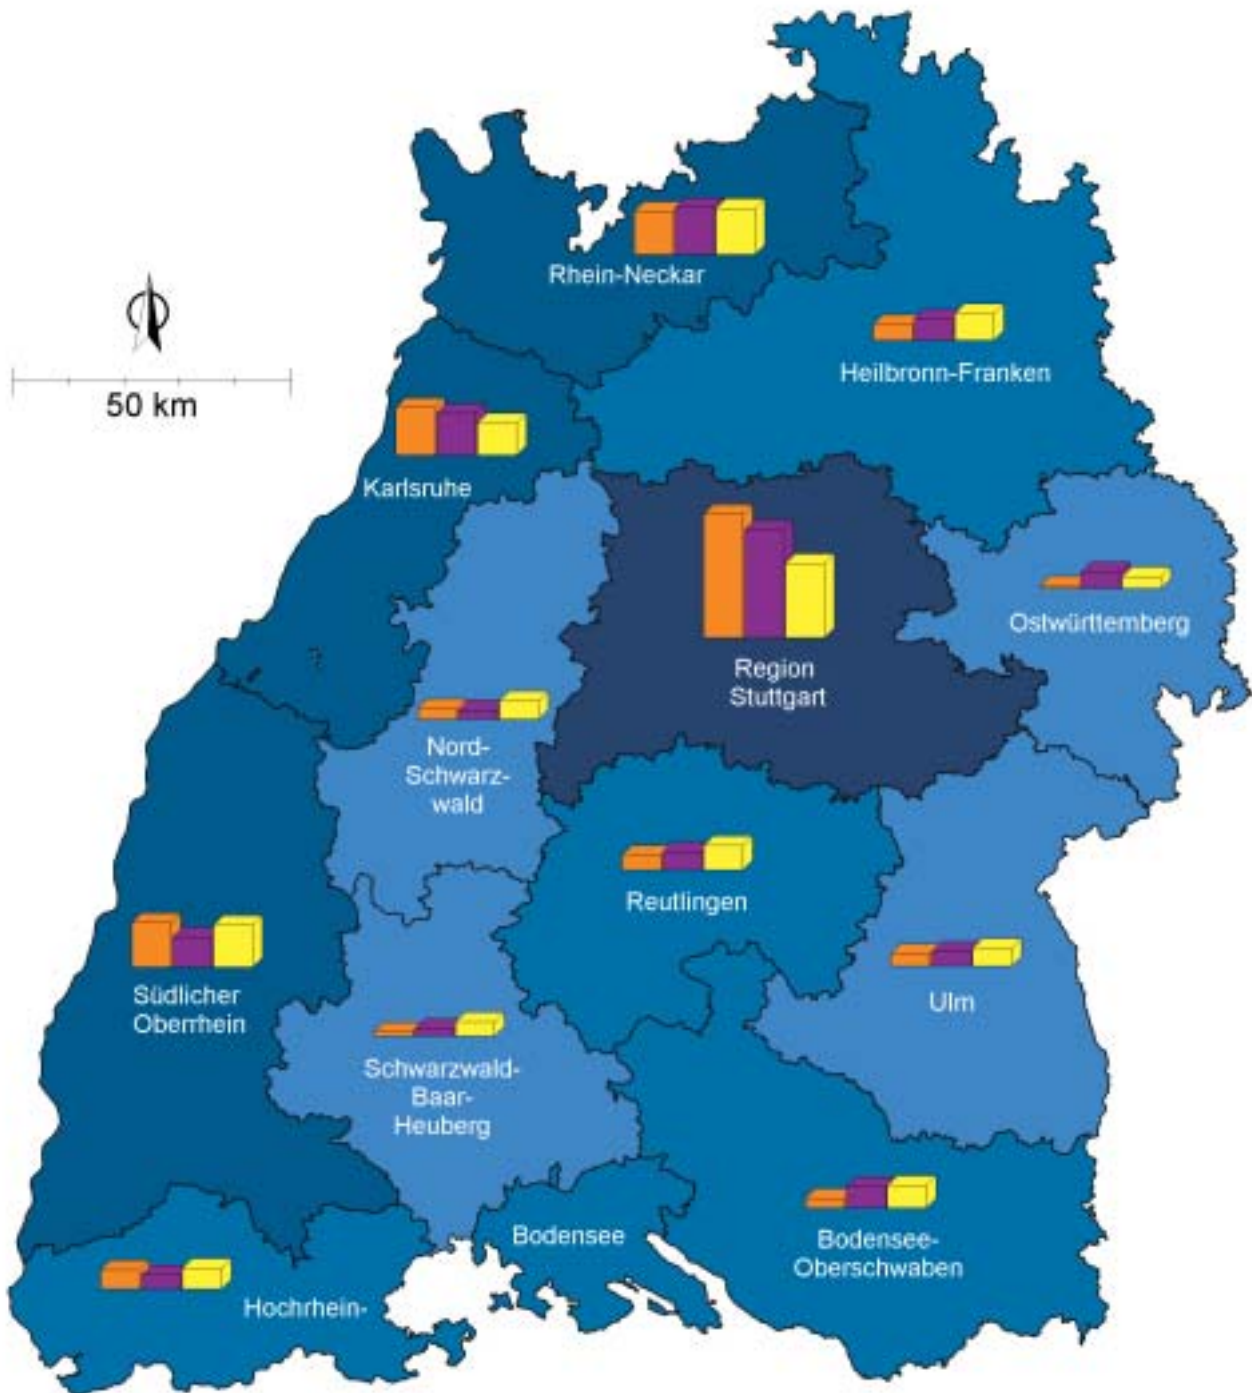 Rhein-Neckar
Heilbronn-Franken
50 km
Karlsruhe
Ostwürttemberg
Region
Stuttgart
Nord-
Schwarz-
wald
Reutlingen
Südlicher
Oberrhein
Ulm
Schwarzwald-
Baar-
Heuberg
Bodensee
Bodensee-
Oberschwaben
Hochrhein-